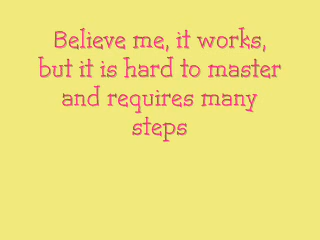 Believe me, it works,
but it is hard to master
and requires many
steps